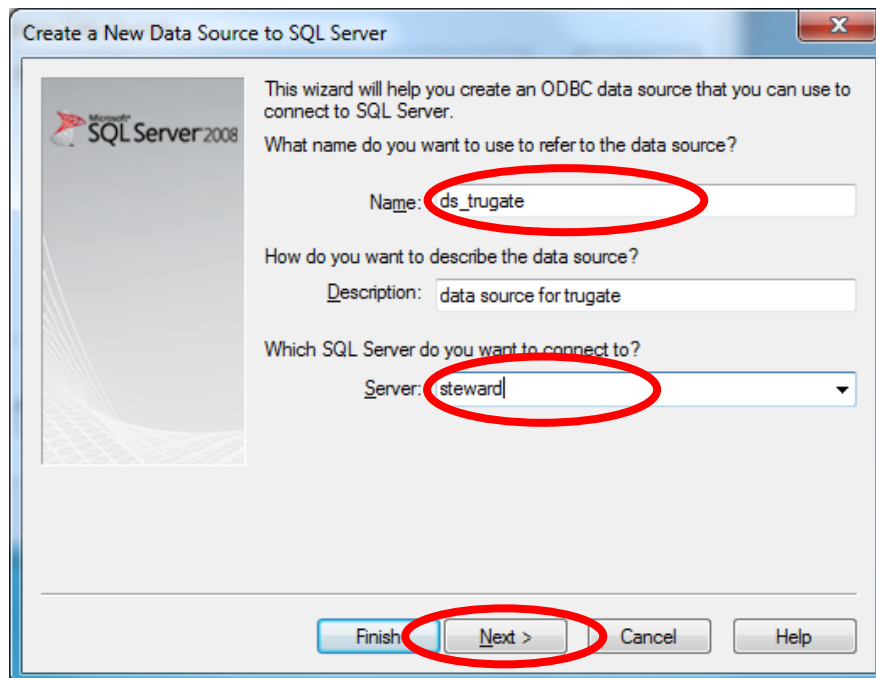 Create a New Data Source to SQL Server
This wizard will help you create an ODBC data source that you can use to
connect to SQL Server.
Microsoft
SQL Server 2008
What name do you want to use to refer to the data source?
Name: ds_trugate
How do you want to describe the data source?
Description: data source for trugate
Which SQL Server do you want to connect to?
Server: steward
Finish Next > Cancel Help